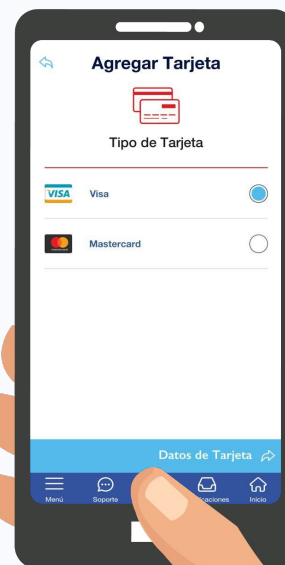 Agregar Tarjeta
Tipo de Tarjeta
VISA Visa
Mastercard
Datos de Tarjeta
Menú Soporte Inicio